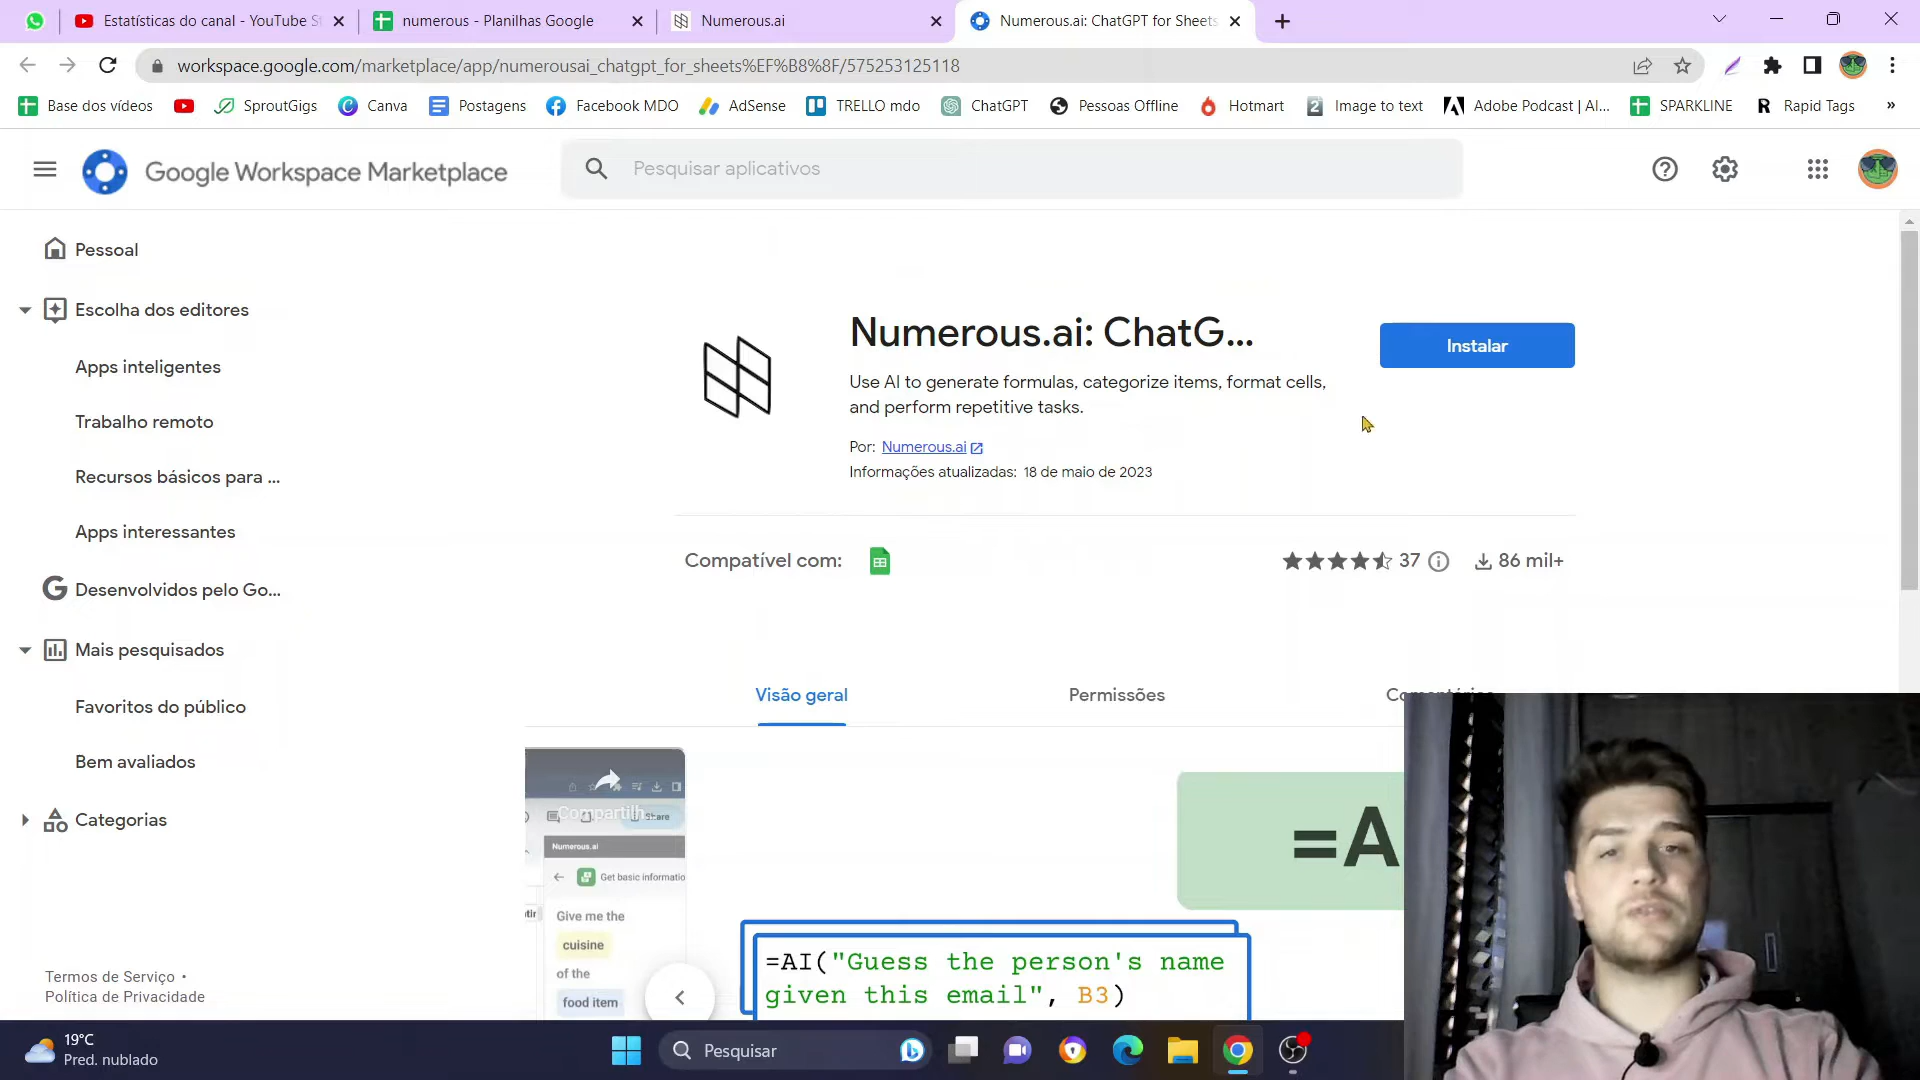 Estatísticas do canal - YouTube S
numerous - Planilhas Google
Numerous.ai
Numerous.ai: ChatGPT for Sheets
workspace.google.com/marketplace/app/numerousai_chatgpt_for_sheets%EF%B8%8F/575253125118
Base dos vídeos
SproutGigs
Canva
Postagens
Facebook MDO
AdSense
TRELLO mdo
ChatGPT
Pessoas Offline
Hotmart
Image to text
Adobe Podcast | AI...
SPARKLINE
Rapid Tags
Google Workspace Marketplace
Pesquisar aplicativos
Pessoal
Escolha dos editores
Apps inteligentes
Trabalho remoto
Recursos básicos para ...
Apps interessantes
Desenvolvidos pelo Go...
Mais pesquisados
Favoritos do público
Bem avaliados
Categorias
Termos de Serviço •
Política de Privacidade
Numerous.ai: ChatG...
Instalar
Use AI to generate formulas, categorize items, format cells,
and perform repetitive tasks.
Por: Numerous.ai
Informações atualizadas: 18 de maio de 2023
Compatível com:
37
86 mil+
Visão geral
Permissões
Compartilh...
Share
Numerous.ai
Get basic informatio
Give me the
cuisine
of the
food item
=A
=AI("Guess the person's name
given this email", B3)
19°C
Pred. nublado
Pesquisar